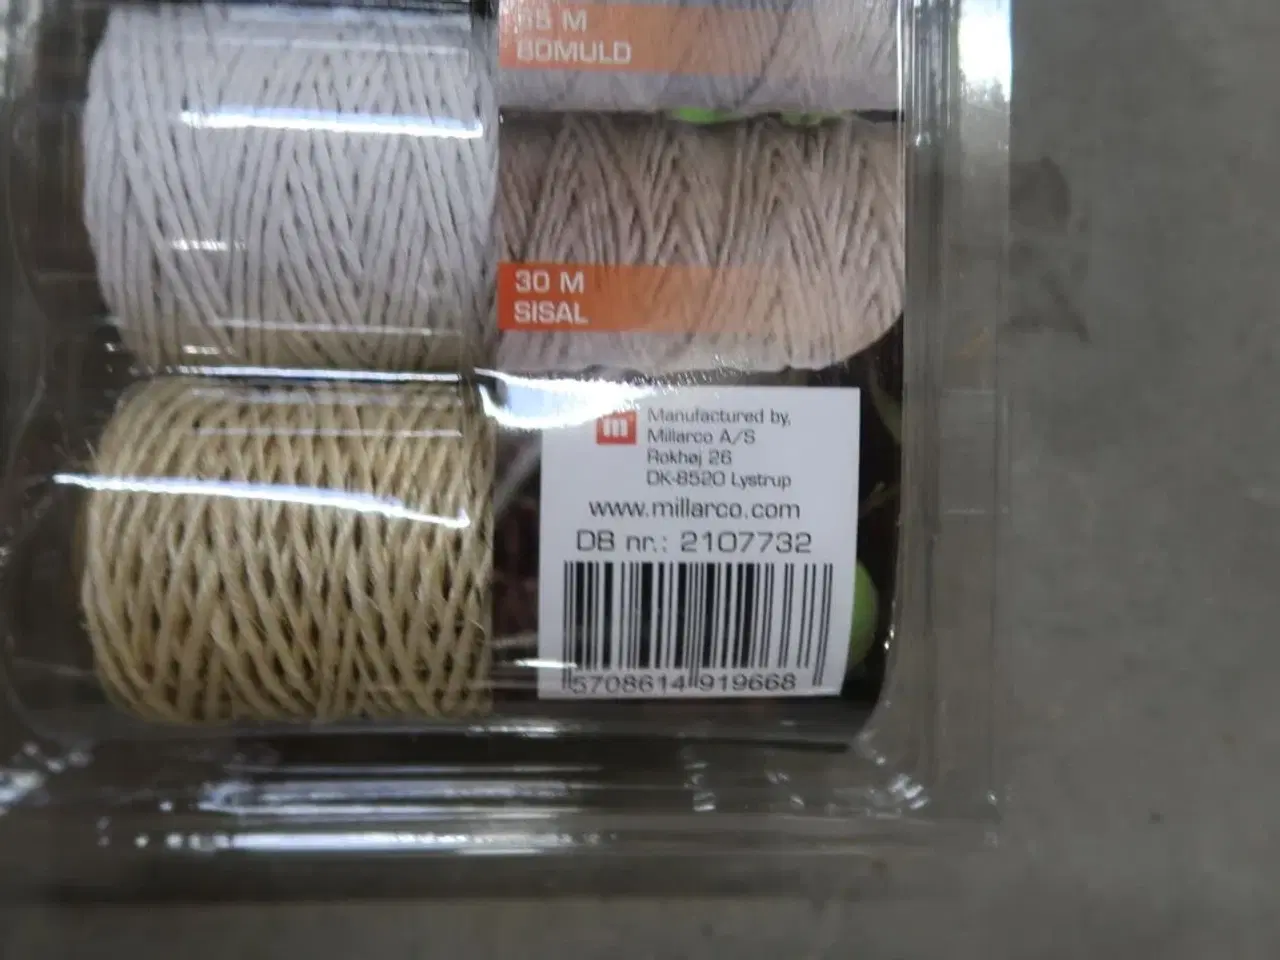 M
BOMULD
30 M
SISAL
m
Manufactured by,
Millarco A/S
Rokhøj 26
DK-8520 Lystrup
www.millarco.com
DB nr.: 2107732
5708614 919668